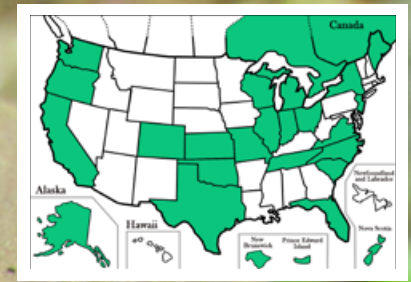 Canada
Newfoundland
and Labrador
Alaska
Hawaii
New
Brunswick
Prince Edward
Island
Nova Scotia